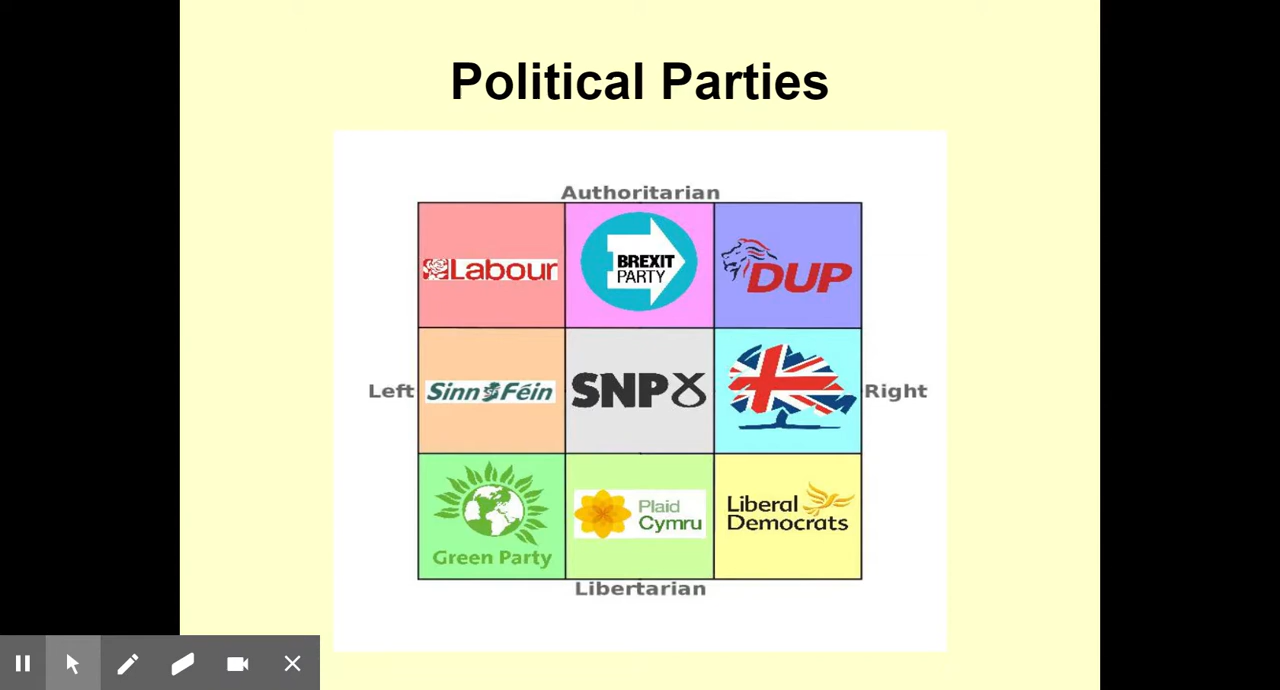 Political Parties
Authoritarian
Labour
BREXIT
PARTY
DUP
Left
Sinn Féin
SNP
Right
Green Party
Plaid
Cymru
Liberal
Democrats
Libertarian